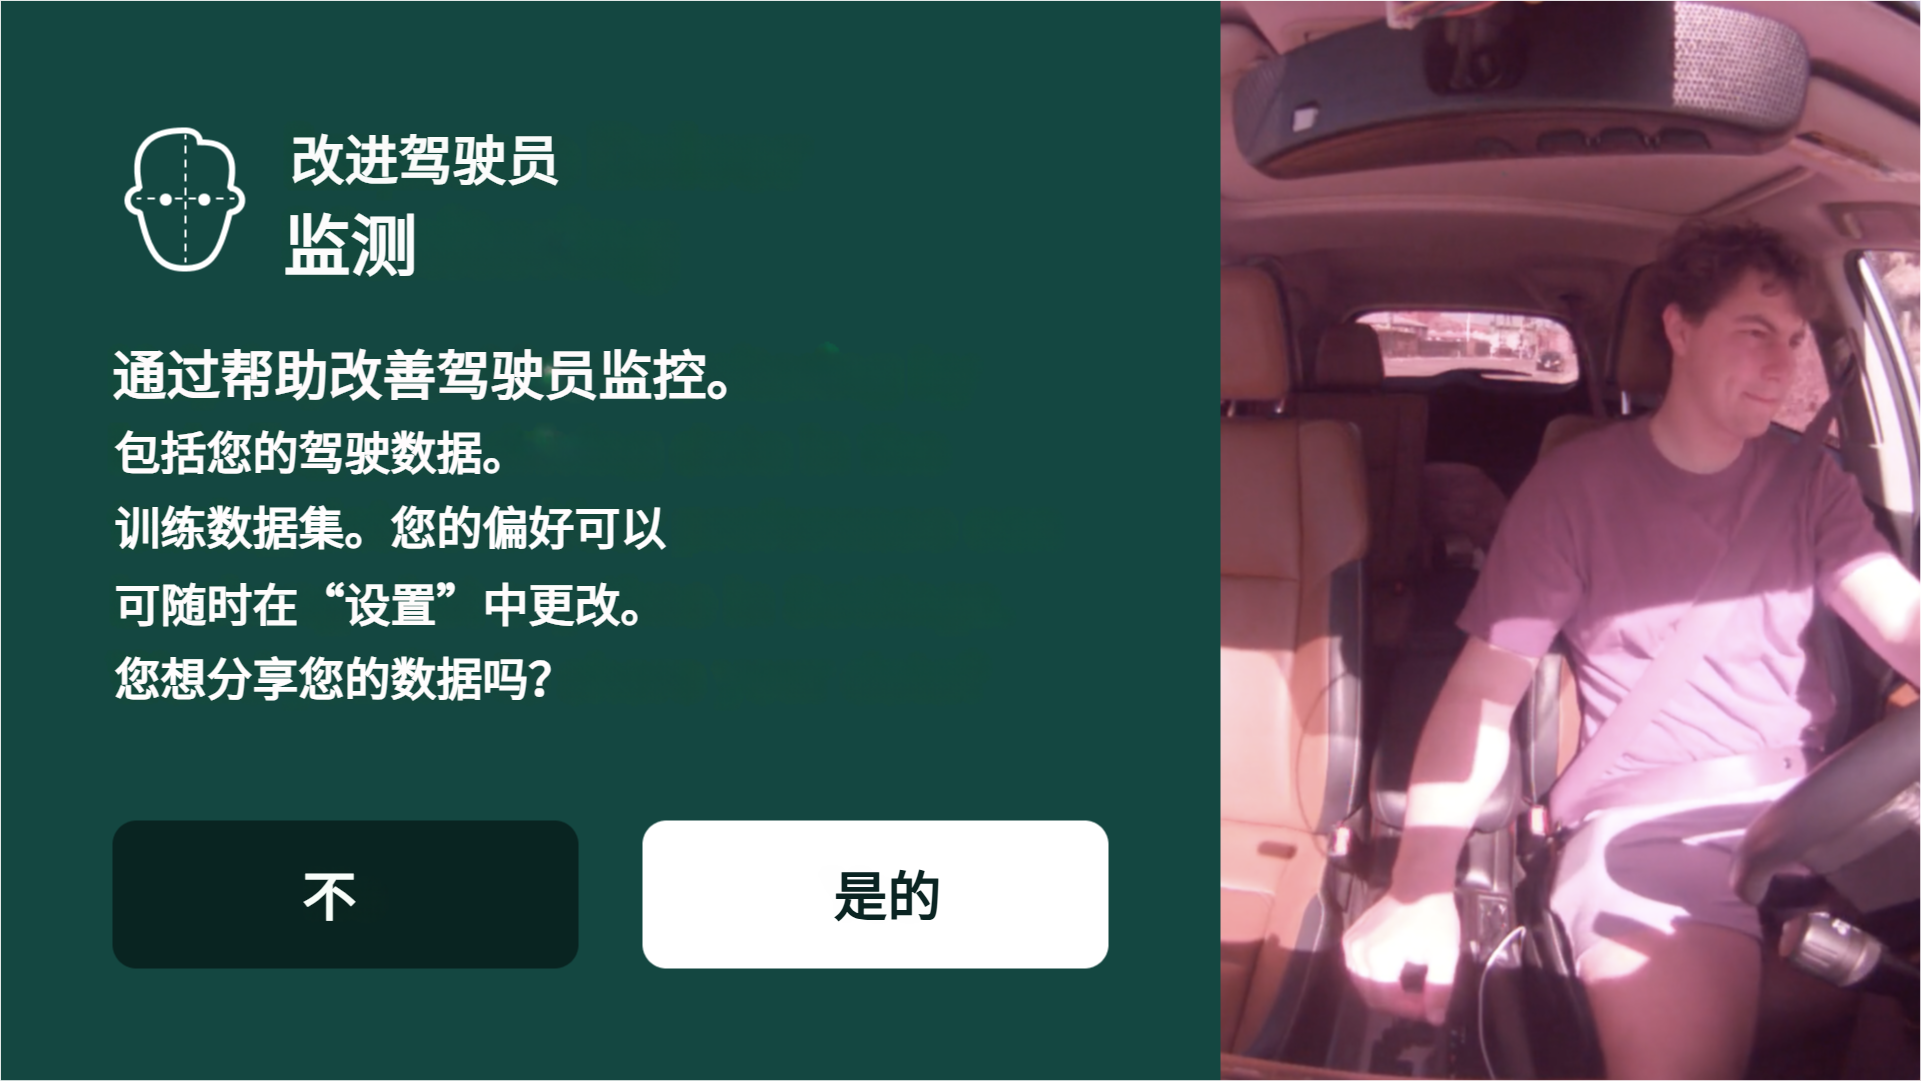 改进驾驶员
监测
通过帮助改善驾驶员监控。
包括您的驾驶数据。
训练数据集。您的偏好可以
可随时在“设置”中更改。
您想分享您的数据吗？
不
是的